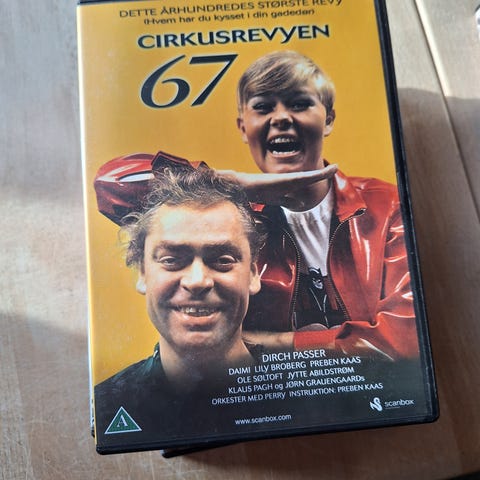 DETTE ÅRHUNDREDES STØRSTE REVY
(Hvem har du kysset i din gadedør)
CIRKUSREVYEN
67
DIRCH PASSER
DAIMI LILY BROBERG PREBEN KAAS
OLE SØLTOFT JYTTE ABILDSTRØM
KLAUS PAGH og JØRN GRAUENGAARDs
ORKESTER MED PERRY INSTRUKTION: PREBEN KAAS
A
www.scanbox.com
scanbox